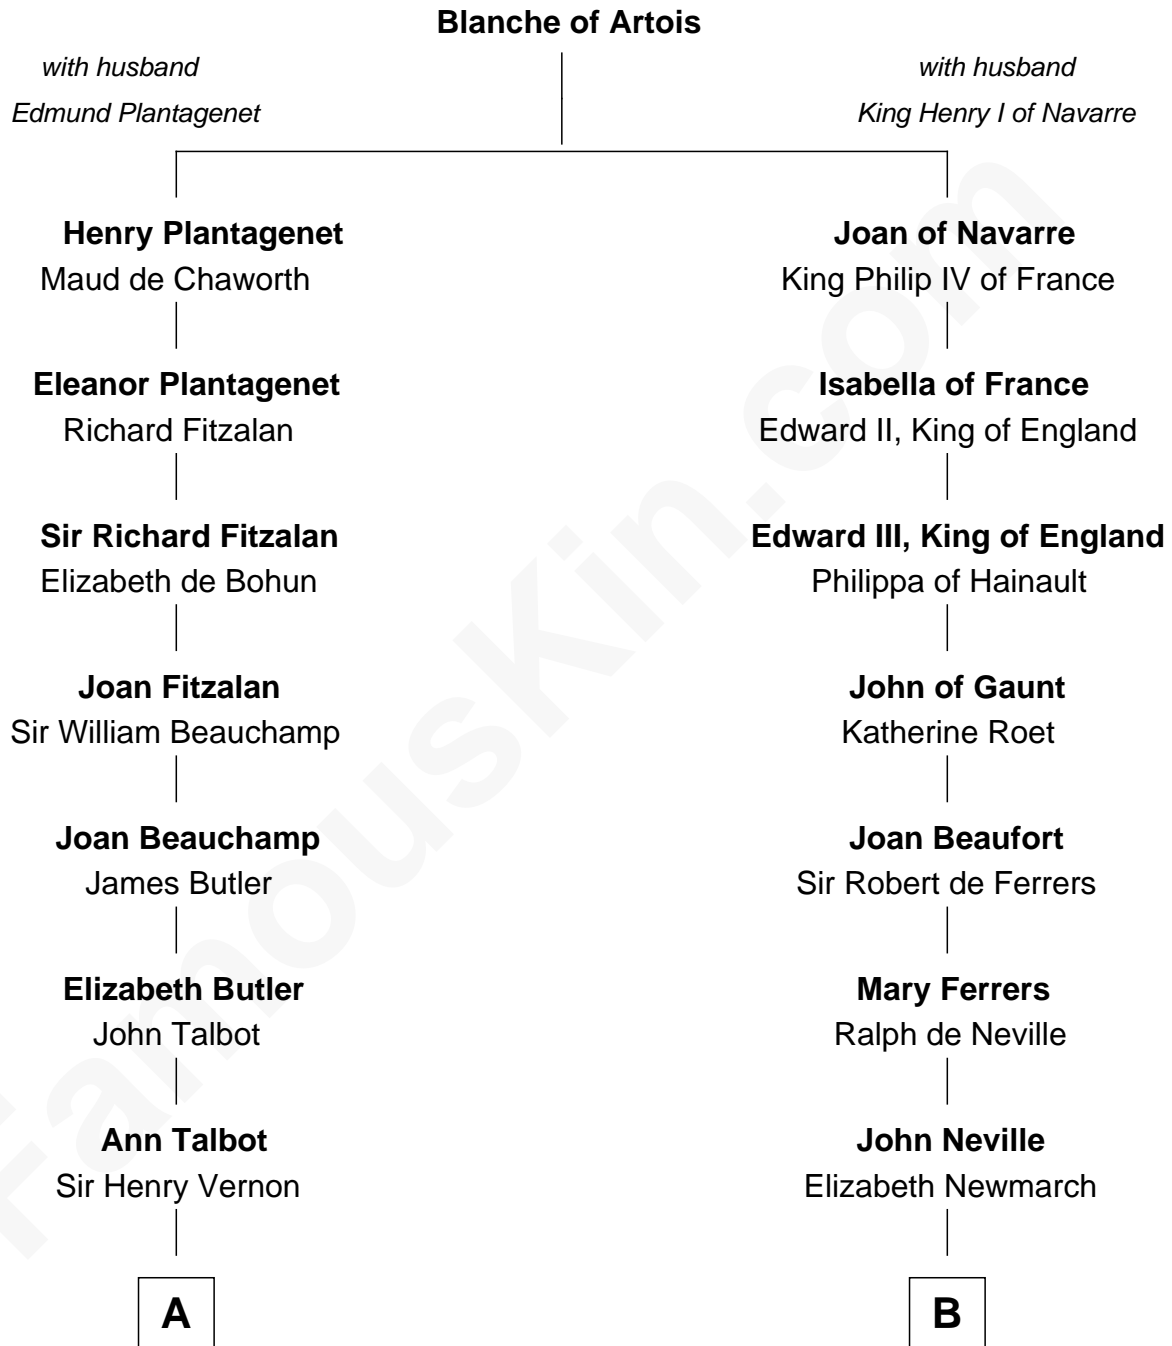 Blanche of Artois
with husband
Edmund Plantagenet
with husband
King Henry I of Navarre
Henry Plantagenet
Maud de Chaworth
Eleanor Plantagenet
Richard Fitzalan
Sir Richard Fitzalan
Elizabeth de Bohun
Joan Fitzalan
Sir William Beauchamp
Joan Beauchamp
James Butler
Elizabeth Butler
John Talbot
Ann Talbot
Sir Henry Vernon
A
Joan of Navarre
King Philip IV of France
Isabella of France
Edward II, King of England
Edward III, King of England
Philippa of Hainault
John of Gaunt
Katherine Roet
Joan Beaufort
Sir Robert de Ferrers
Mary Ferrers
Ralph de Neville
John Neville
Elizabeth Newmarch
B
FamousKin.com